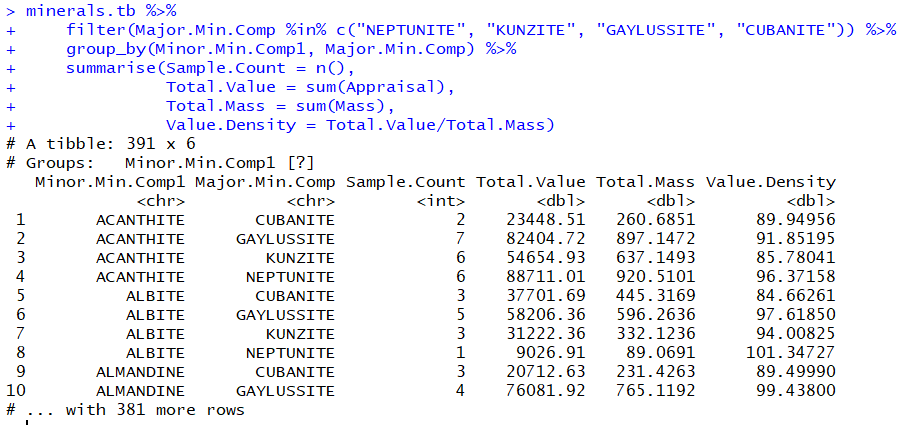 > minerals.tb %>%
+     filter(Major.Min.Comp %in% c("NEPTUNITE", "KUNZITE", "GAYLUSSITE", "CUBANITE")) %>%
+     group_by(Minor.Min.Comp1, Major.Min.Comp) %>%
+     summarise(Sample.Count = n(),
+               Total.Value = sum(Appraisal),
+               Total.Mass = sum(Mass),
+               Value.Density = Total.Value/Total.Mass)
# A tibble: 391 x 6
# Groups:   Minor.Min.Comp1 [?]
   Minor.Min.Comp1 Major.Min.Comp Sample.Count Total.Value Total.Mass Value.Density
             <chr>          <chr>        <int>       <dbl>      <dbl>         <dbl>
 1       ACANTHITE       CUBANITE            2    23448.51   260.6851      89.94956
 2       ACANTHITE     GAYLUSSITE            7    82404.72   897.1472      91.85195
 3       ACANTHITE        KUNZITE            6    54654.93   637.1493      85.78041
 4       ACANTHITE      NEPTUNITE            6    88711.01   920.5101      96.37158
 5          ALBITE       CUBANITE            3    37701.69   445.3169      84.66261
 6          ALBITE     GAYLUSSITE            5    58206.36   596.2636      97.61850
 7          ALBITE        KUNZITE            3    31222.36   332.1236      94.00825
 8          ALBITE      NEPTUNITE            1     9026.91    89.0691     101.34727
 9       ALMANDINE       CUBANITE            3    20712.63   231.4263      89.49990
10       ALMANDINE     GAYLUSSITE            4    76081.92   765.1192      99.43800
# ... with 381 more rows